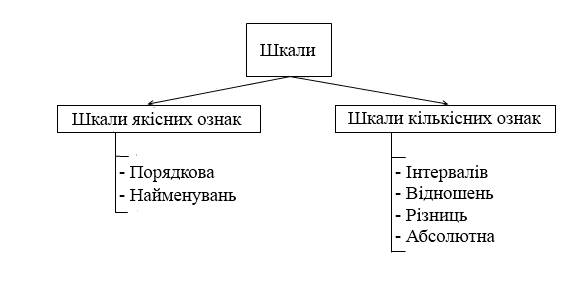 Шкали
Шкали якісних ознак
- Порядкова
- Найменувань
Шкали кількісних ознак
- Інтервалів
- Відношень
- Різниць
- Абсолютна